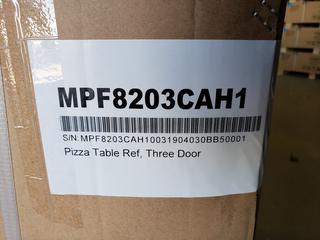 MPF8203CAH1
S/N:MPF8203CAH10031904030BB50001
Pizza Table Ref, Three Door